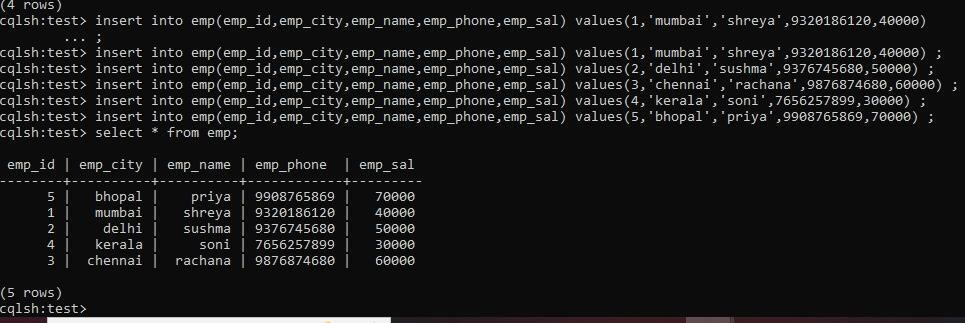 (4 rows)
cqlsh:test> insert into emp(emp_id,emp_city,emp_name,emp_phone,emp_sal) values(1,'mumbai','shreya',9320186120,40000)
        ... ;
cqlsh:test> insert into emp(emp_id,emp_city,emp_name,emp_phone,emp_sal) values(1,'mumbai','shreya',9320186120,40000) ;
cqlsh:test> insert into emp(emp_id,emp_city,emp_name,emp_phone,emp_sal) values(2,'delhi','sushma',9376745680,50000) ;
cqlsh:test> insert into emp(emp_id,emp_city,emp_name,emp_phone,emp_sal) values(3,'chennai','rachana',9876874680,60000) ;
cqlsh:test> insert into emp(emp_id,emp_city,emp_name,emp_phone,emp_sal) values(4,'kerala','soni',7656257899,30000) ;
cqlsh:test> insert into emp(emp_id,emp_city,emp_name,emp_phone,emp_sal) values(5,'bhopal','priya',9908765869,70000) ;
cqlsh:test> select * from emp;
 emp_id | emp_city | emp_name | emp_phone  | emp_sal
--------+----------+----------+------------+---------
      5 |   bhopal |    priya | 9908765869 |   70000
      1 |   mumbai |   shreya | 9320186120 |   40000
      2 |    delhi |   sushma | 9376745680 |   50000
      4 |   kerala |     soni | 7656257899 |   30000
      3 |  chennai |  rachana | 9876874680 |   60000
(5 rows)
cqlsh:test>